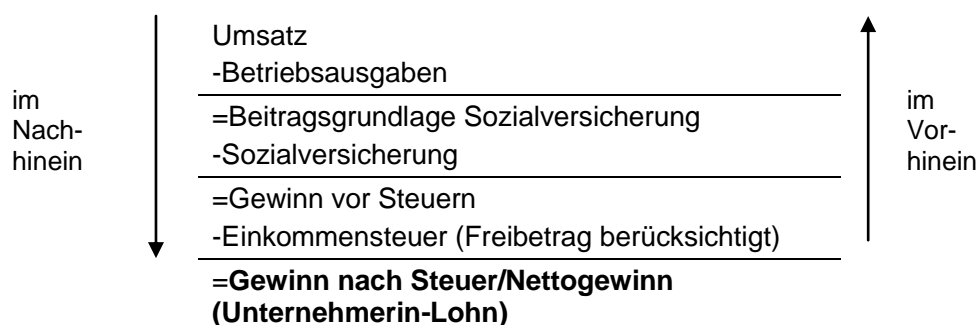 im
Nach-
hinein
Umsatz
-Betriebsausgaben
=Beitragsgrundlage Sozialversicherung
-Sozialversicherung
=Gewinn vor Steuern
-Einkommensteuer (Freibetrag berücksichtigt)
=Gewinn nach Steuer/Nettogewinn
(Unternehmerin-Lohn)
im
Vor-
hinein